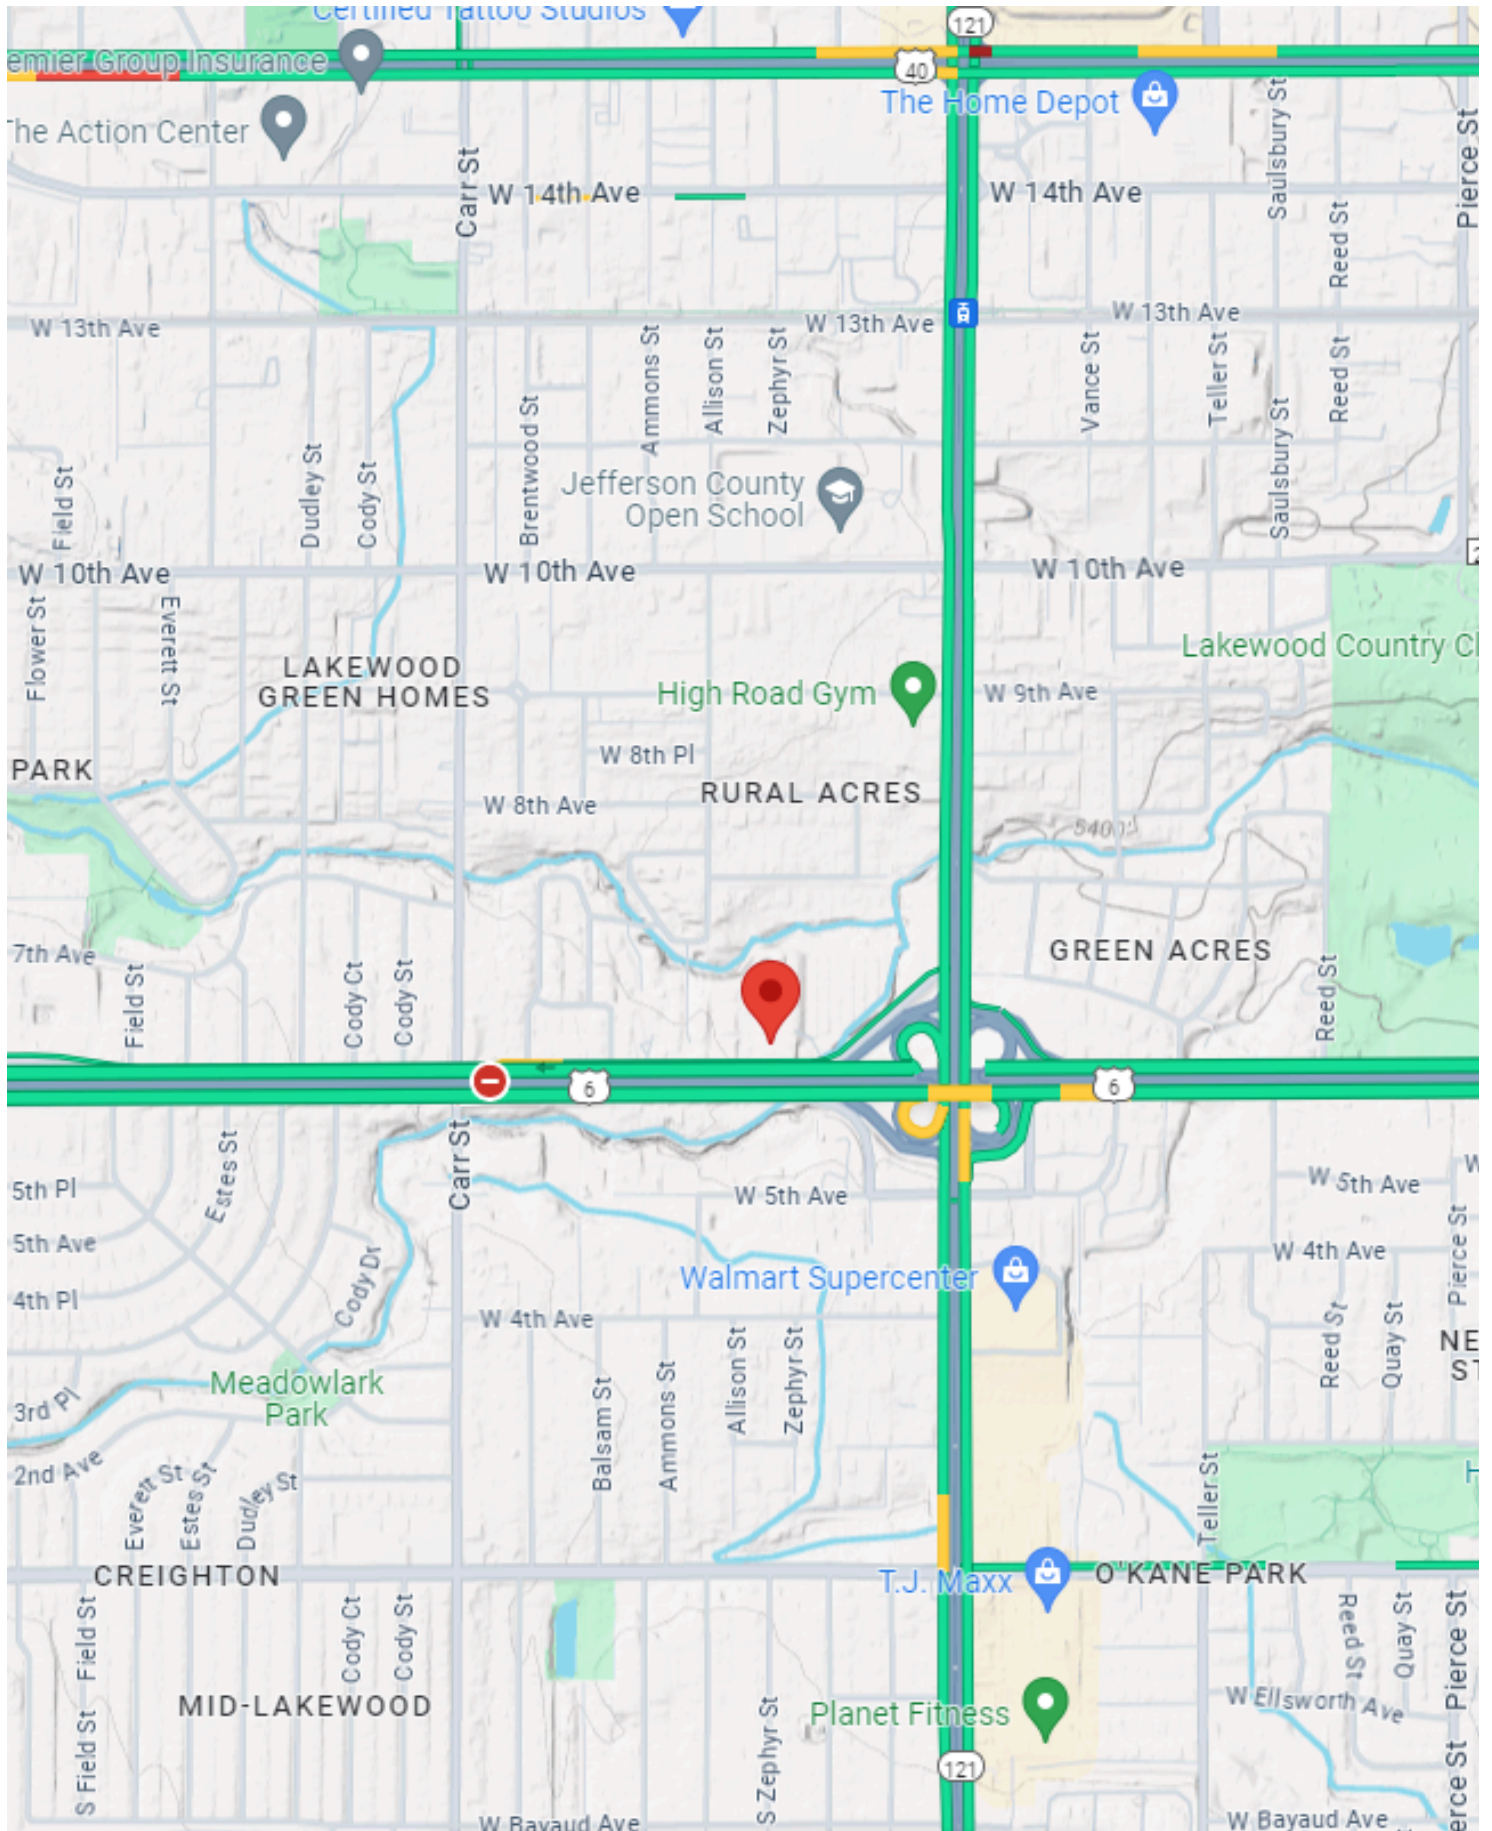 Certified Tattoo Studios
121
emier Group Insurance
40
The Home Depot
The Action Center
Carr St
W 14th Ave
W 14th Ave
Saulsbury St
Pierce St
Reed St
W 13th Ave
W 13th Ave
W 13th Ave
Ammons St
Allison St
Zephyr St
Vance St
Teller St
Reed St
Brentwood St
Saulsbury St
Dudley St
Cody St
Field St
Jefferson County
Open School
W 10th Ave
W 10th Ave
W 10th Ave
2
Flower St
Everett St
LAKEWOOD
GREEN HOMES
Lakewood Country Cl
High Road Gym
W 9th Ave
W 8th Pl
PARK
RURAL ACRES
W 8th Ave
5400
7th Ave
GREEN ACRES
Field St
Cody Ct
Cody St
Reed St
6
6
Carr St
Estes St
5th Pl
W 5th Ave
W 5th Ave
W
5th Ave
W 4th Ave
Pierce St
Cody Dr
Walmart Supercenter
4th Pl
W 4th Ave
Allison St
Zephyr St
Reed St
Quay St
NE
ST
Meadowlark
Park
3rd Pl
Balsam St
Ammons St
2nd Ave
Everett St
Estes St
Dudley St
Teller St
H
CREIGHTON
T.J. Maxx
O'KANE PARK
Field St
Cody Ct
Cody St
Reed St
Quay St
Pierce St
MID-LAKEWOOD
Planet Fitness
W Ellsworth Ave
S Field St
S Zephyr St
121
erce St
W Bayaud Ave
W Bayaud Ave